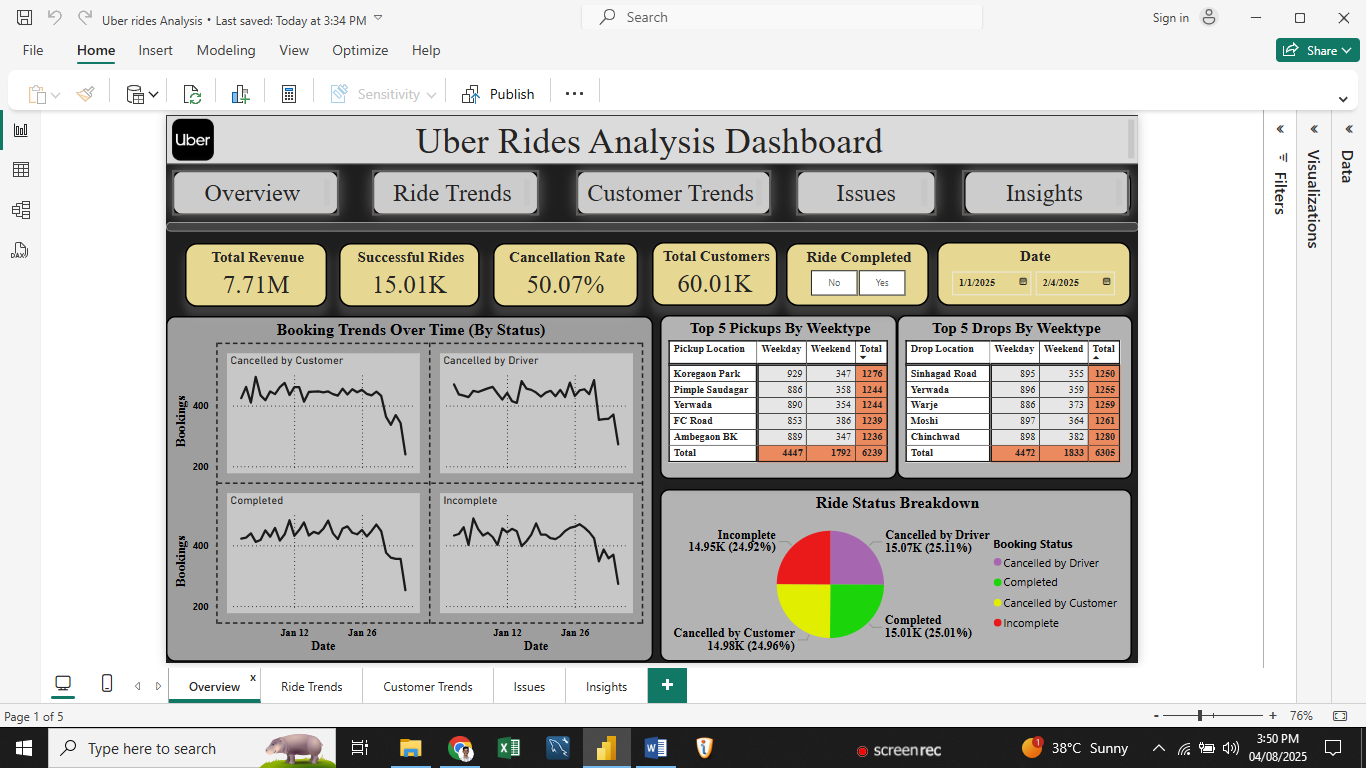 Uber rides Analysis • Last saved: Today at 3:34 PM
Search
Sign in
File Home Insert Modeling View Optimize Help
Share
Sensitivity
Publish
Uber
Uber Rides Analysis Dashboard
Overview Ride Trends Customer Trends Issues Insights
Total Revenue
7.71M
Successful Rides
15.01K
Cancellation Rate
50.07%
Total Customers
60.01K
Ride Completed
No Yes
Date
1/1/2025 2/4/2025
Booking Trends Over Time (By Status)
Cancelled by Customer
Cancelled by Driver
Bookings
400
200
Completed
Incomplete
Bookings
400
200
Jan 12 Jan 26 Jan 12 Jan 26
Date Date
Top 5 Pickups By Weektype
Pickup Location Weekday Weekend Total
Koregaon Park 929 347 1276
Pimple Saudagar 886 358 1244
Yerwada 890 354 1244
FC Road 853 386 1239
Ambegaon BK 889 347 1236
Total 4447 1792 6239
Top 5 Drops By Weektype
Drop Location Weekday Weekend Total
Sinhagad Road 895 355 1250
Yerwada 896 359 1255
Warje 886 373 1259
Moshi 897 364 1261
Chinchwad 898 382 1280
Total 4472 1833 6305
Ride Status Breakdown
Incomplete
14.95K (24.92%)
Cancelled by Driver
15.07K (25.11%)
Cancelled by Customer
14.98K (24.96%)
Completed
15.01K (25.01%)
Booking Status
Cancelled by Driver
Completed
Cancelled by Customer
Incomplete
Filters
Visualizations
Data
DAX
Overview x Ride Trends Customer Trends Issues Insights +
Page 1 of 5
- + 76%
Type here to search
screenrec
1
38°C Sunny
3:50 PM
04/08/2025